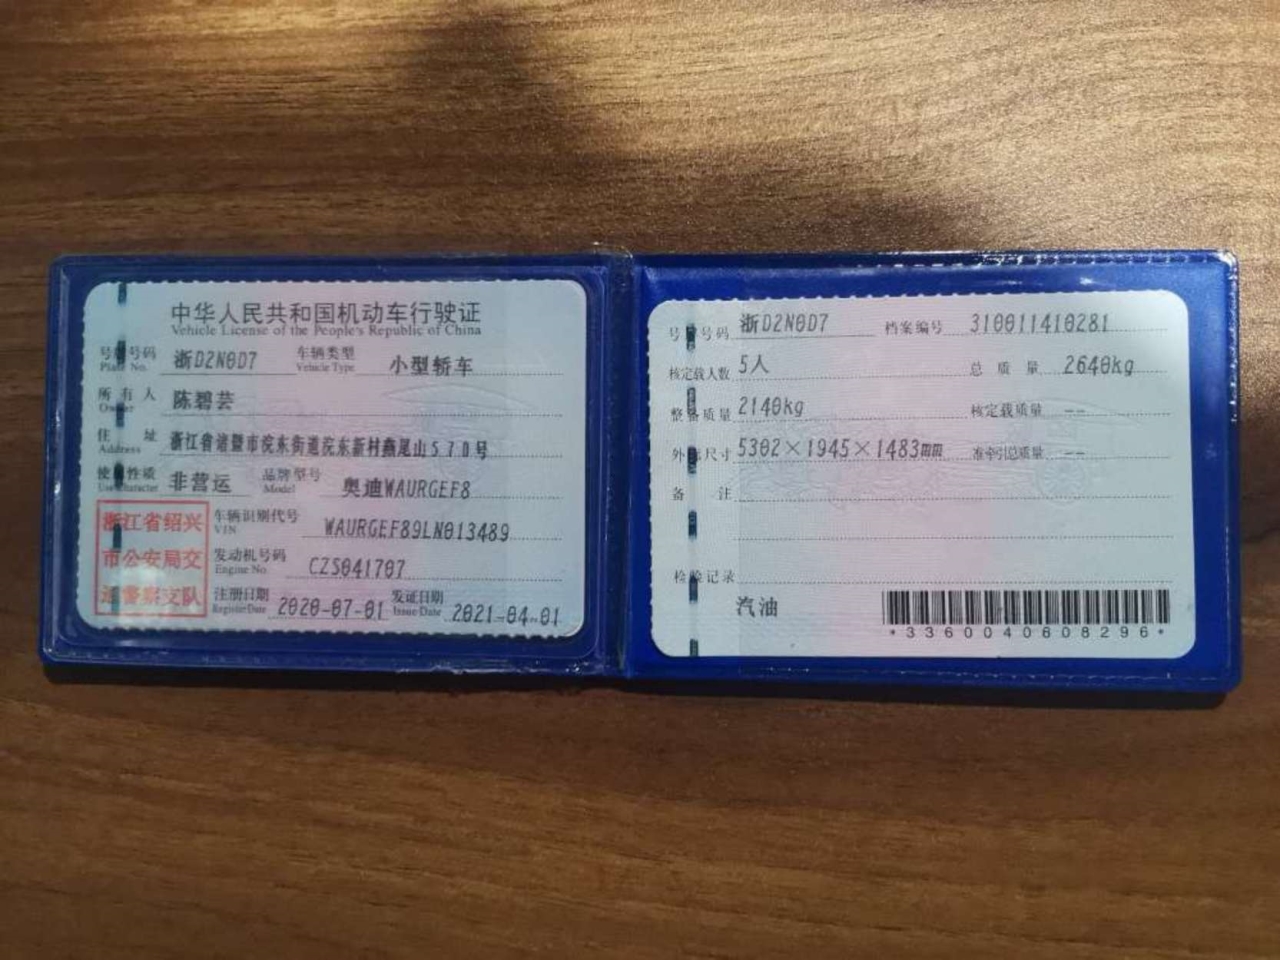 中华人民共和国机动车行驶证
Vehicle License of the People's Republic of China
号牌号码 浙D2N0D7 车辆类型 小型轿车
Plate No. Vehicle Type
所有人 陈碧芸
Owner
住址 浙江省诸暨市浣东街道浣东新村燕尾山570号
Address
使用性质 非营运 品牌型号 奥迪WAURGEF8
Use Character Model
浙江省绍兴
市公安局交
通警察支队
车辆识别代号 WAURGEF89LN013489
VIN
发动机号码 CZS041707
Engine No.
注册日期 2020-07-01 发证日期 2021-04-01
Register Date Issue Date
号牌号码 浙D2N0D7 档案编号 310011410281
核定载人数 5人 总质量 2640kg
整备质量 2140kg 核定载质量 --
外廓尺寸 5302×1945×1483mm 准牵引总质量 --
备注
检验记录
汽油
*3360040608296*